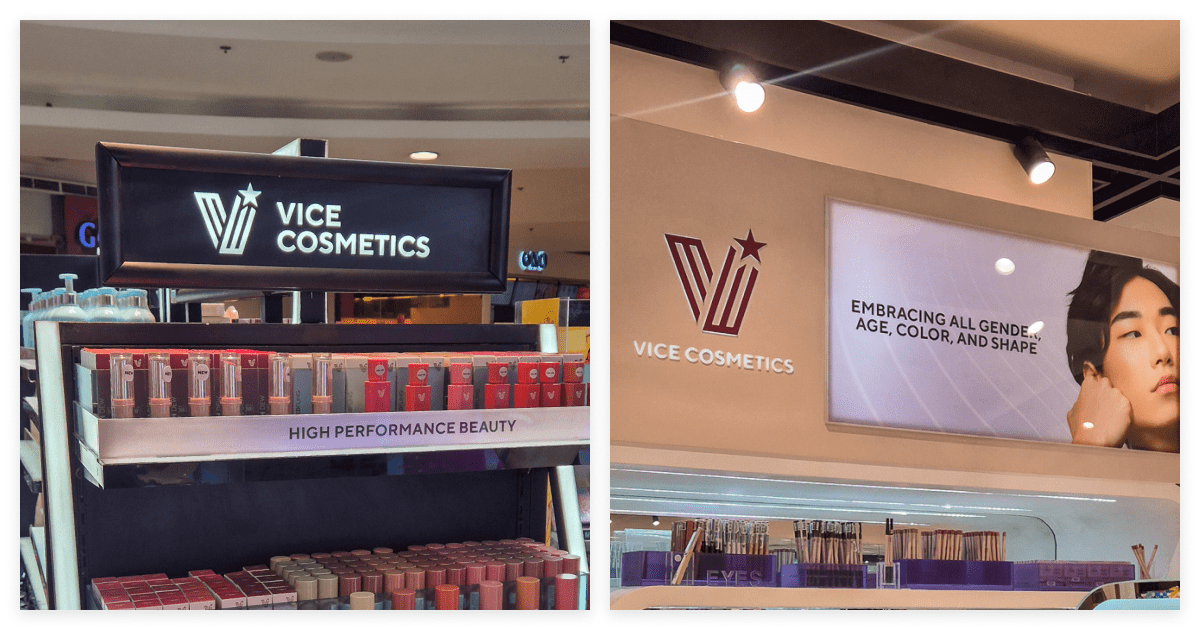 VICE
COSMETICS
HIGH PERFORMANCE BEAUTY
VICE COSMETICS
EMBRACING ALL GENDER,
AGE, COLOR, AND SHAPE
EYES